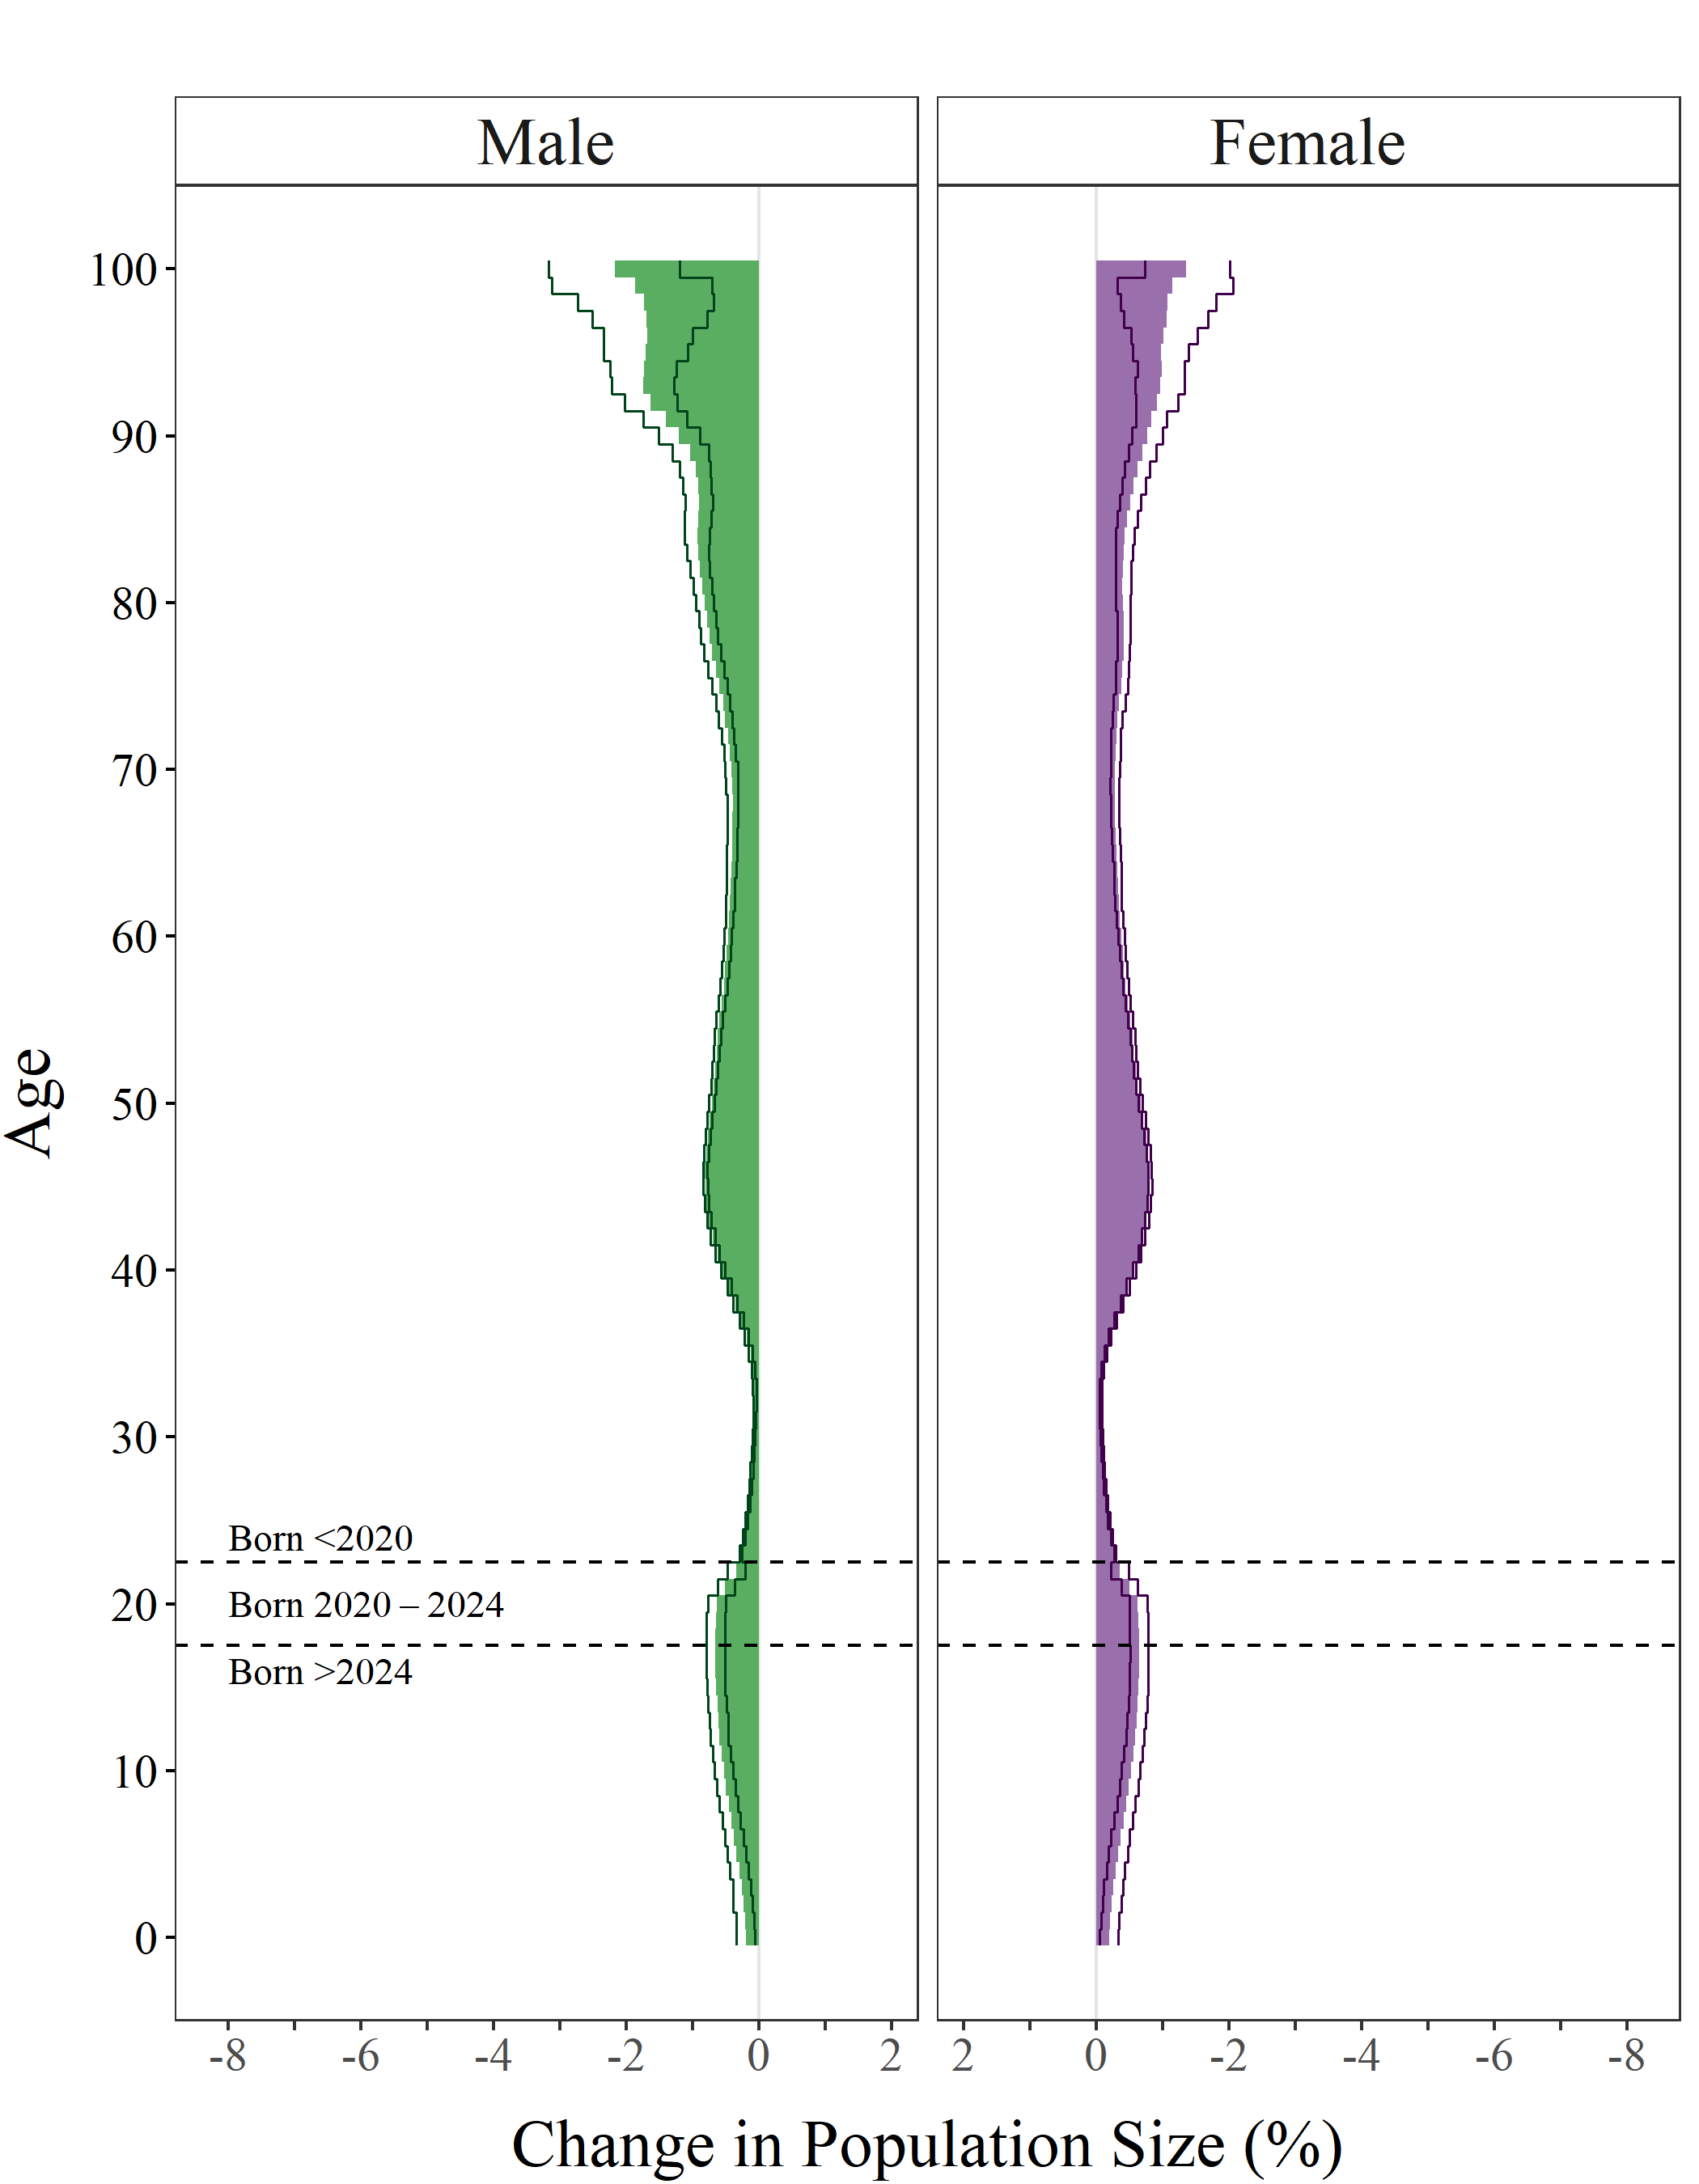 Male
Female
100
90
80
70
60
50
40
30
20
10
0
Age
Born <2020
Born 2020 – 2024
Born >2024
-8 -6 -4 -2 0 2
2 0 -2 -4 -6 -8
Change in Population Size (%)